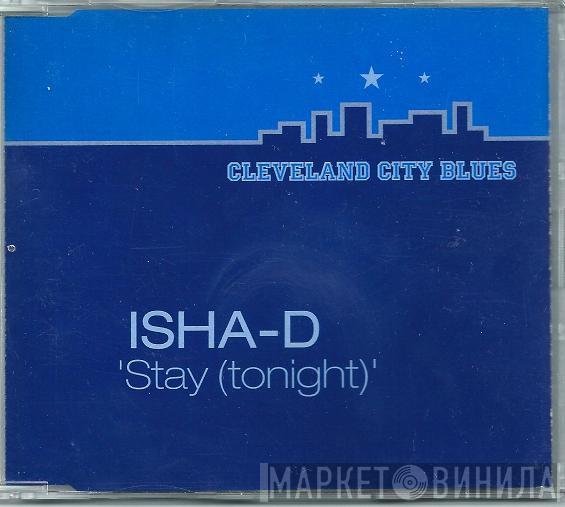 CLEVELAND CITY BLUES
ISHA-D
'Stay (tonight)'
МАРКЕТ ВИНИЛА